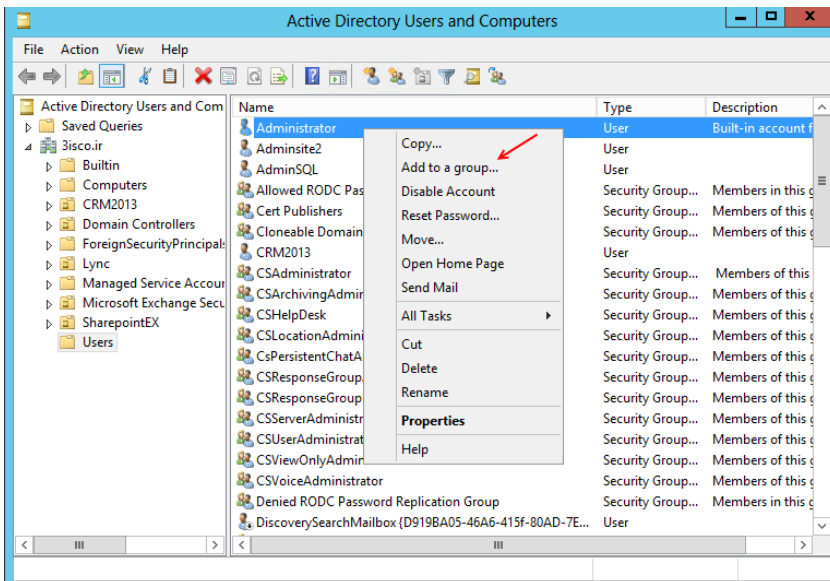 Active Directory Users and Computers
File Action View Help
Active Directory Users and Com
Saved Queries
3isco.ir
Builtin
Computers
CRM2013
Domain Controllers
ForeignSecurityPrincipals
Lync
Managed Service Accour
Microsoft Exchange Secu
SharepointEX
Users
Name Type Description
Administrator User Built-in account f
Adminsite2 User
AdminSQL User
Allowed RODC Pas Security Group... Members in this g
Cert Publishers Security Group... Members of this g
Cloneable Domain Security Group... Members of this g
CRM2013 User
CSAdministrator Security Group... Members of this
CSArchivingAdmin Security Group... Members of this g
CSHelpDesk Security Group... Members of this g
CSLocationAdmini Security Group... Members of this g
CsPersistentChatA Security Group... Members of this g
CSResponseGroup Security Group... Members of this g
CSResponseGroup Security Group... Members of this g
CSServerAdministr Security Group... Members of this g
CSUserAdministrat Security Group... Members of this g
CSViewOnlyAdmin Security Group... Members of this g
CSVoiceAdministrator Security Group... Members of this g
Denied RODC Password Replication Group Security Group... Members in this g
DiscoverySearchMailbox {D919BA05-46A6-415f-80AD-7E... User
Copy...
Add to a group...
Disable Account
Reset Password...
Move...
Open Home Page
Send Mail
All Tasks
Cut
Delete
Rename
Properties
Help